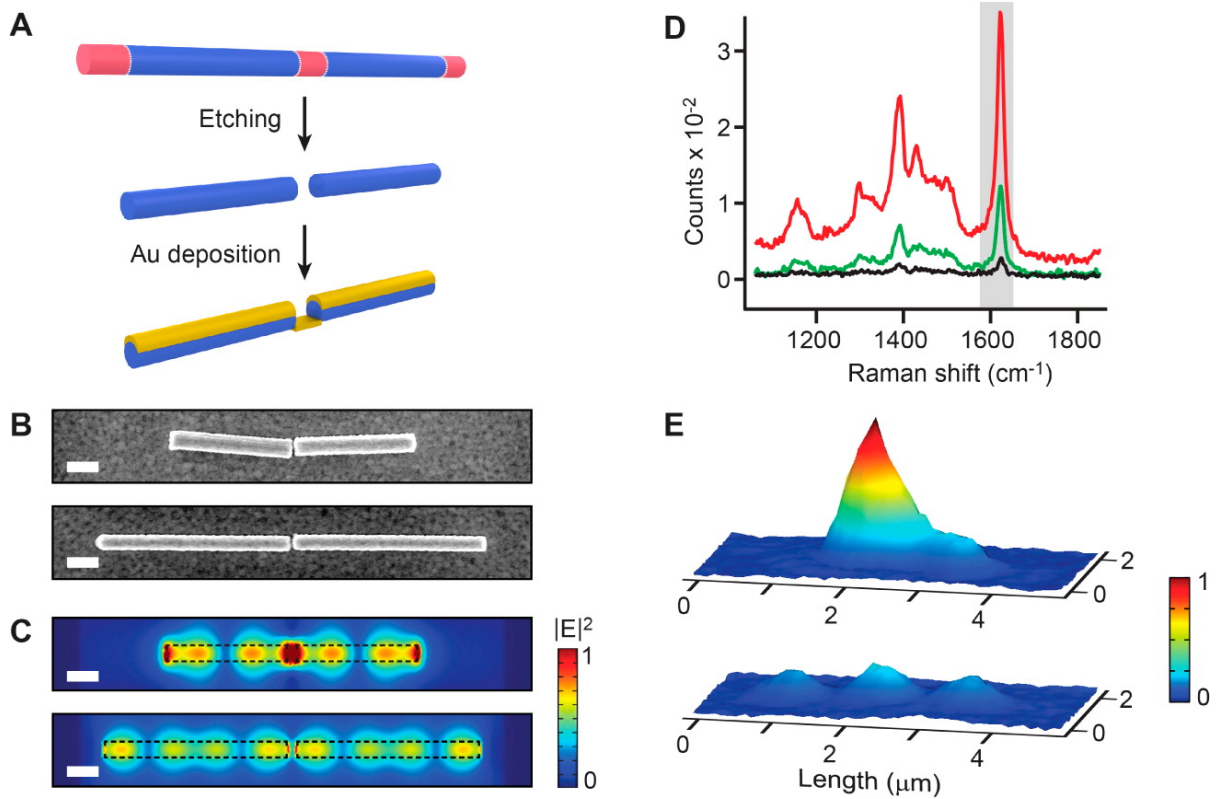 A
Etching
Au deposition
B
C
|E|²
1
0
D
Counts x 10⁻²
3
2
1
0
1200 1400 1600 1800
Raman shift (cm⁻¹)
E
2
0
0 2 4
1
0
2
0
0 2 4
Length (μm)